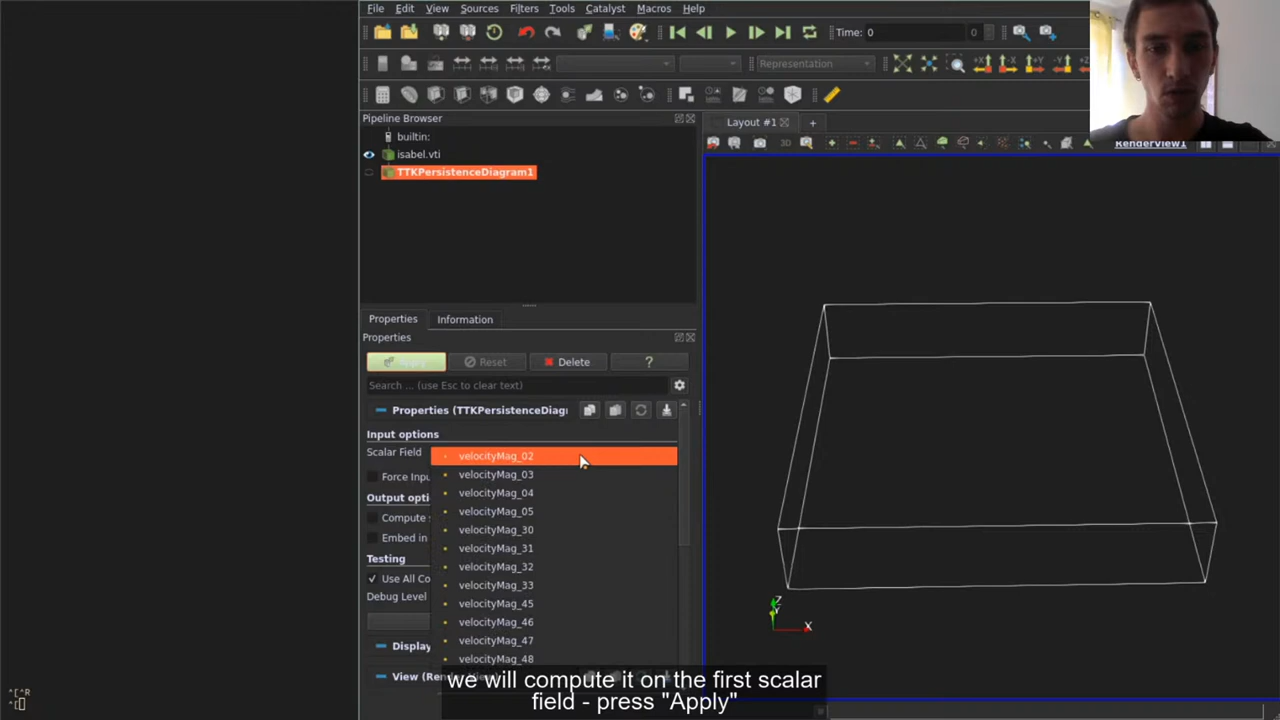 File Edit View Sources Filters Tools Catalyst Macros Help
Time: 0 0
Representation
Pipeline Browser
Layout #1
builtin:
isabel.vti
TTKPersistenceDiagram1
3D
RenderView1
Properties Information
Properties
Apply Reset Delete ?
Search ... (use Esc to clear text)
Properties (TTKPersistenceDiagr
Input options
Scalar Field
velocityMag_02
velocityMag_03
Force Inpu
velocityMag_04
Output opti
velocityMag_05
Compute s
velocityMag_30
Embed in
velocityMag_31
Testing
velocityMag_32
Use All Co
velocityMag_33
Debug Level
velocityMag_45
velocityMag_46
velocityMag_47
Display
velocityMag_48
View (Ren
Z
Y
X
we will compute it on the first scalar
field - press "Apply"
^[^R
^[